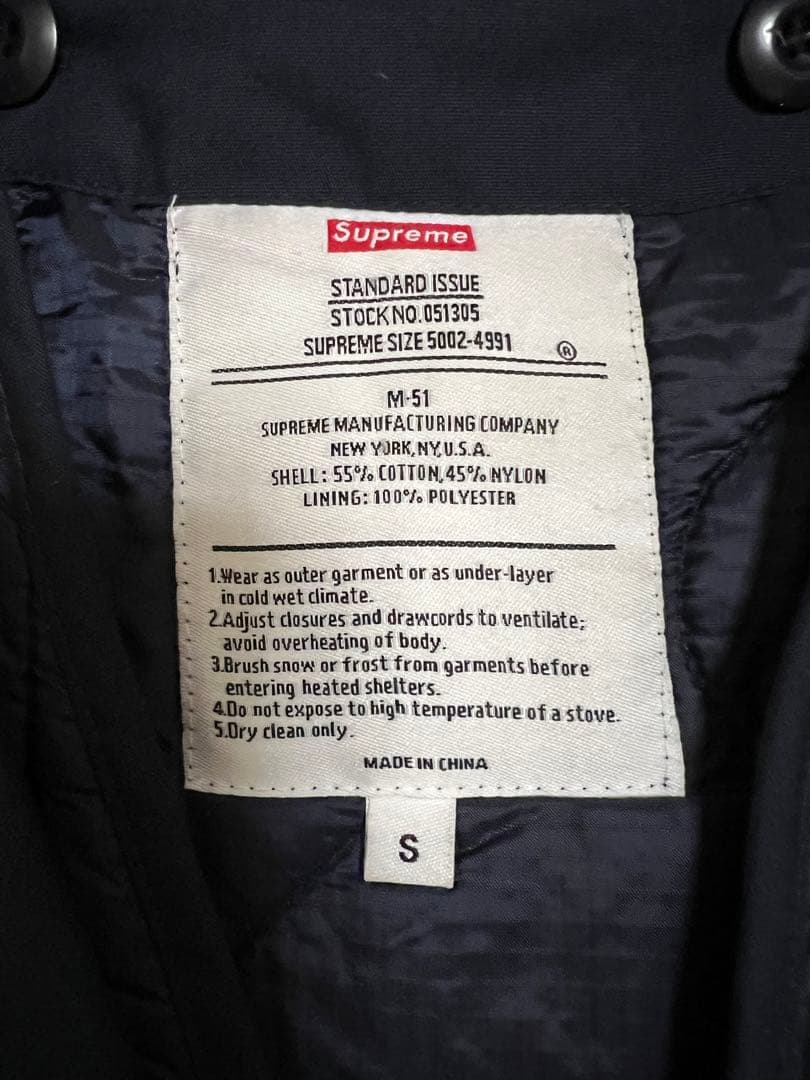 Supreme
STANDARD ISSUE
STOCK NO.051305
SUPREME SIZE 5002-4991 ®
M-51
SUPREME MANUFACTURING COMPANY
NEW YORK,NY,U.S.A.
SHELL: 55% COTTON,45% NYLON
LINING: 100% POLYESTER
1.Wear as outer garment or as under-layer
in cold wet climate.
2.Adjust closures and drawcords to ventilate;
avoid overheating of body.
3.Brush snow or frost from garments before
entering heated shelters.
4.Do not expose to high temperature of a stove.
5.Dry clean only.
MADE IN CHINA
S